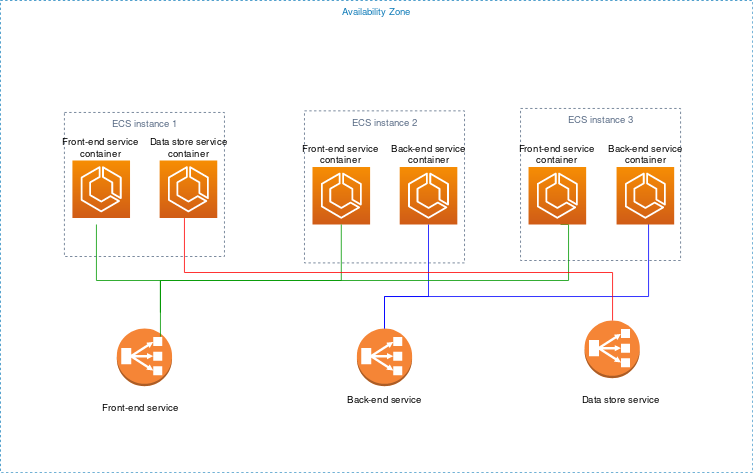 Availability Zone
ECS instance 1
ECS instance 2
ECS instance 3
Front-end service
container
Data store service
container
Front-end service
container
Back-end service
container
Front-end service
container
Back-end service
container
Front-end service
Back-end service
Data store service